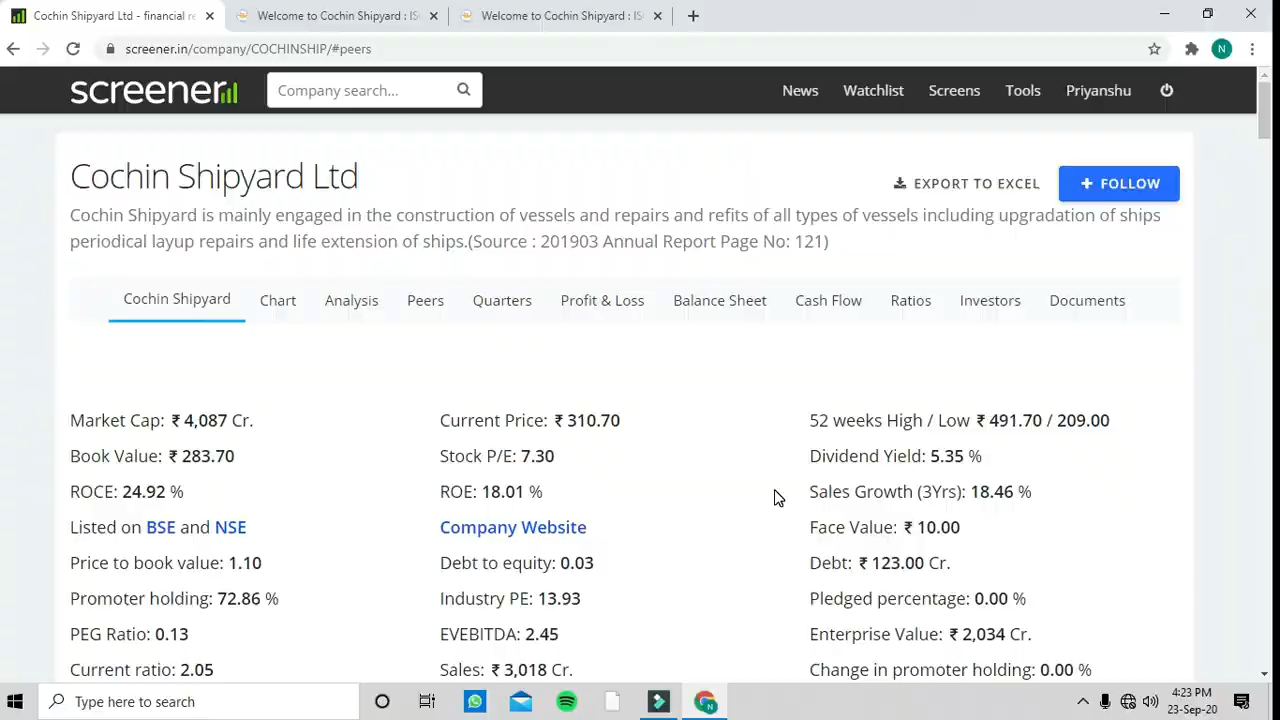 Cochin Shipyard Ltd - financial re
Welcome to Cochin Shipyard : IS
Welcome to Cochin Shipyard : IS
screener.in/company/COCHINSHIP/#peers
N
screener
Company search...
News
Watchlist
Screens
Tools
Priyanshu
Cochin Shipyard Ltd
EXPORT TO EXCEL
+ FOLLOW
Cochin Shipyard is mainly engaged in the construction of vessels and repairs and refits of all types of vessels including upgradation of ships
periodical layup repairs and life extension of ships.(Source : 201903 Annual Report Page No: 121)
Cochin Shipyard
Chart
Analysis
Peers
Quarters
Profit & Loss
Balance Sheet
Cash Flow
Ratios
Investors
Documents
Market Cap: ₹ 4,087 Cr.
Current Price: ₹ 310.70
52 weeks High / Low ₹ 491.70 / 209.00
Book Value: ₹ 283.70
Stock P/E: 7.30
Dividend Yield: 5.35 %
ROCE: 24.92 %
ROE: 18.01 %
Sales Growth (3Yrs): 18.46 %
Listed on BSE and NSE
Company Website
Face Value: ₹ 10.00
Price to book value: 1.10
Debt to equity: 0.03
Debt: ₹ 123.00 Cr.
Promoter holding: 72.86 %
Industry PE: 13.93
Pledged percentage: 0.00 %
PEG Ratio: 0.13
EVEBITDA: 2.45
Enterprise Value: ₹ 2,034 Cr.
Current ratio: 2.05
Sales: ₹ 3,018 Cr.
Change in promoter holding: 0.00 %
Type here to search
N
4:23 PM
23-Sep-20